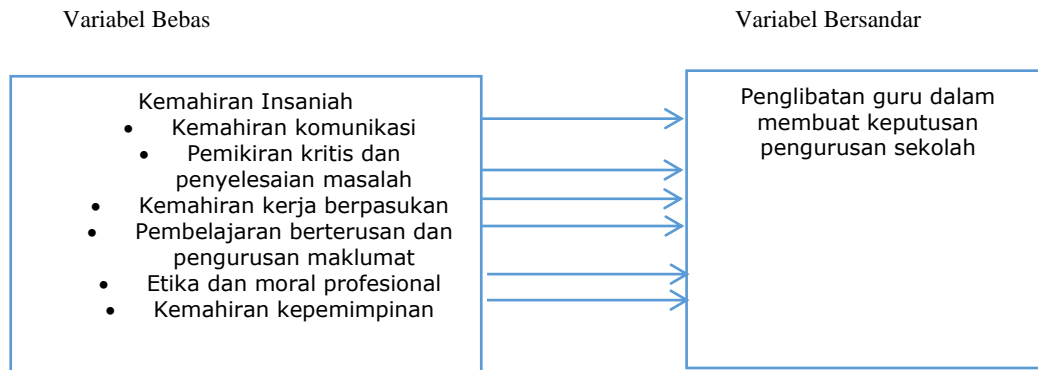 Variabel Bebas
Variabel Bersandar
Kemahiran Insaniah
• Kemahiran komunikasi
• Pemikiran kritis dan
penyelesaian masalah
• Kemahiran kerja berpasukan
• Pembelajaran berterusan dan
pengurusan maklumat
• Etika dan moral profesional
• Kemahiran kepemimpinan
Penglibatan guru dalam
membuat keputusan
pengurusan sekolah